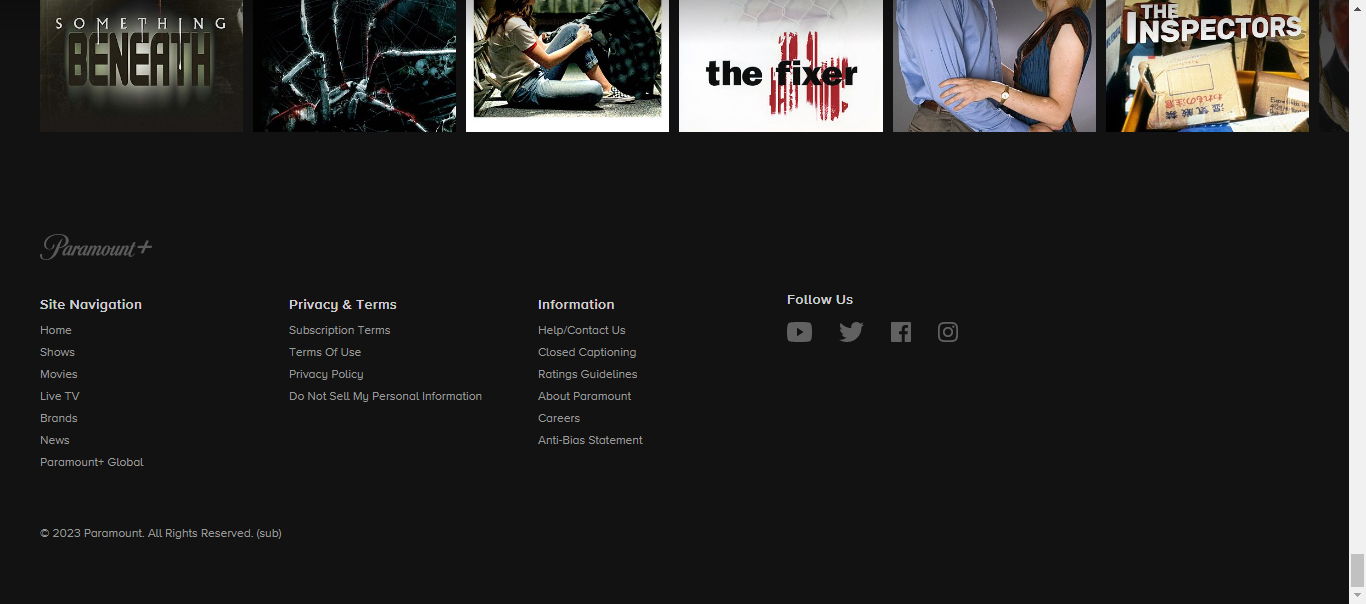 SOMETHING
BENEATH
the fixer
THE
INSPECTORS
Paramount+
Site Navigation
Home
Shows
Movies
Live TV
Brands
News
Paramount+ Global
Privacy & Terms
Subscription Terms
Terms Of Use
Privacy Policy
Do Not Sell My Personal Information
Information
Help/Contact Us
Closed Captioning
Ratings Guidelines
About Paramount
Careers
Anti-Bias Statement
Follow Us
© 2023 Paramount. All Rights Reserved. (sub)